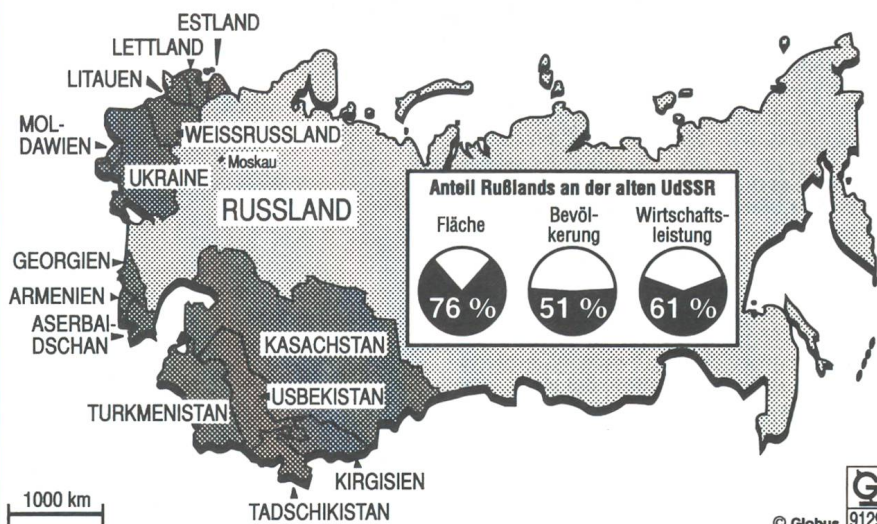 ESTLAND
LETTLAND
LITAUEN
MOL-
DAWIEN
WEISSRUSSLAND
Moskau
UKRAINE
RUSSLAND
Anteil Rußlands an der alten UdSSR
Fläche
Bevöl-
kerung
Wirtschafts-
leistung
76 %
51 %
61 %
GEORGIEN
ARMENIEN
ASERBAI-
DSCHAN
KASACHSTAN
USBEKISTAN
TURKMENISTAN
KIRGISIEN
TADSCHIKISTAN
1000 km
© Globus
9129